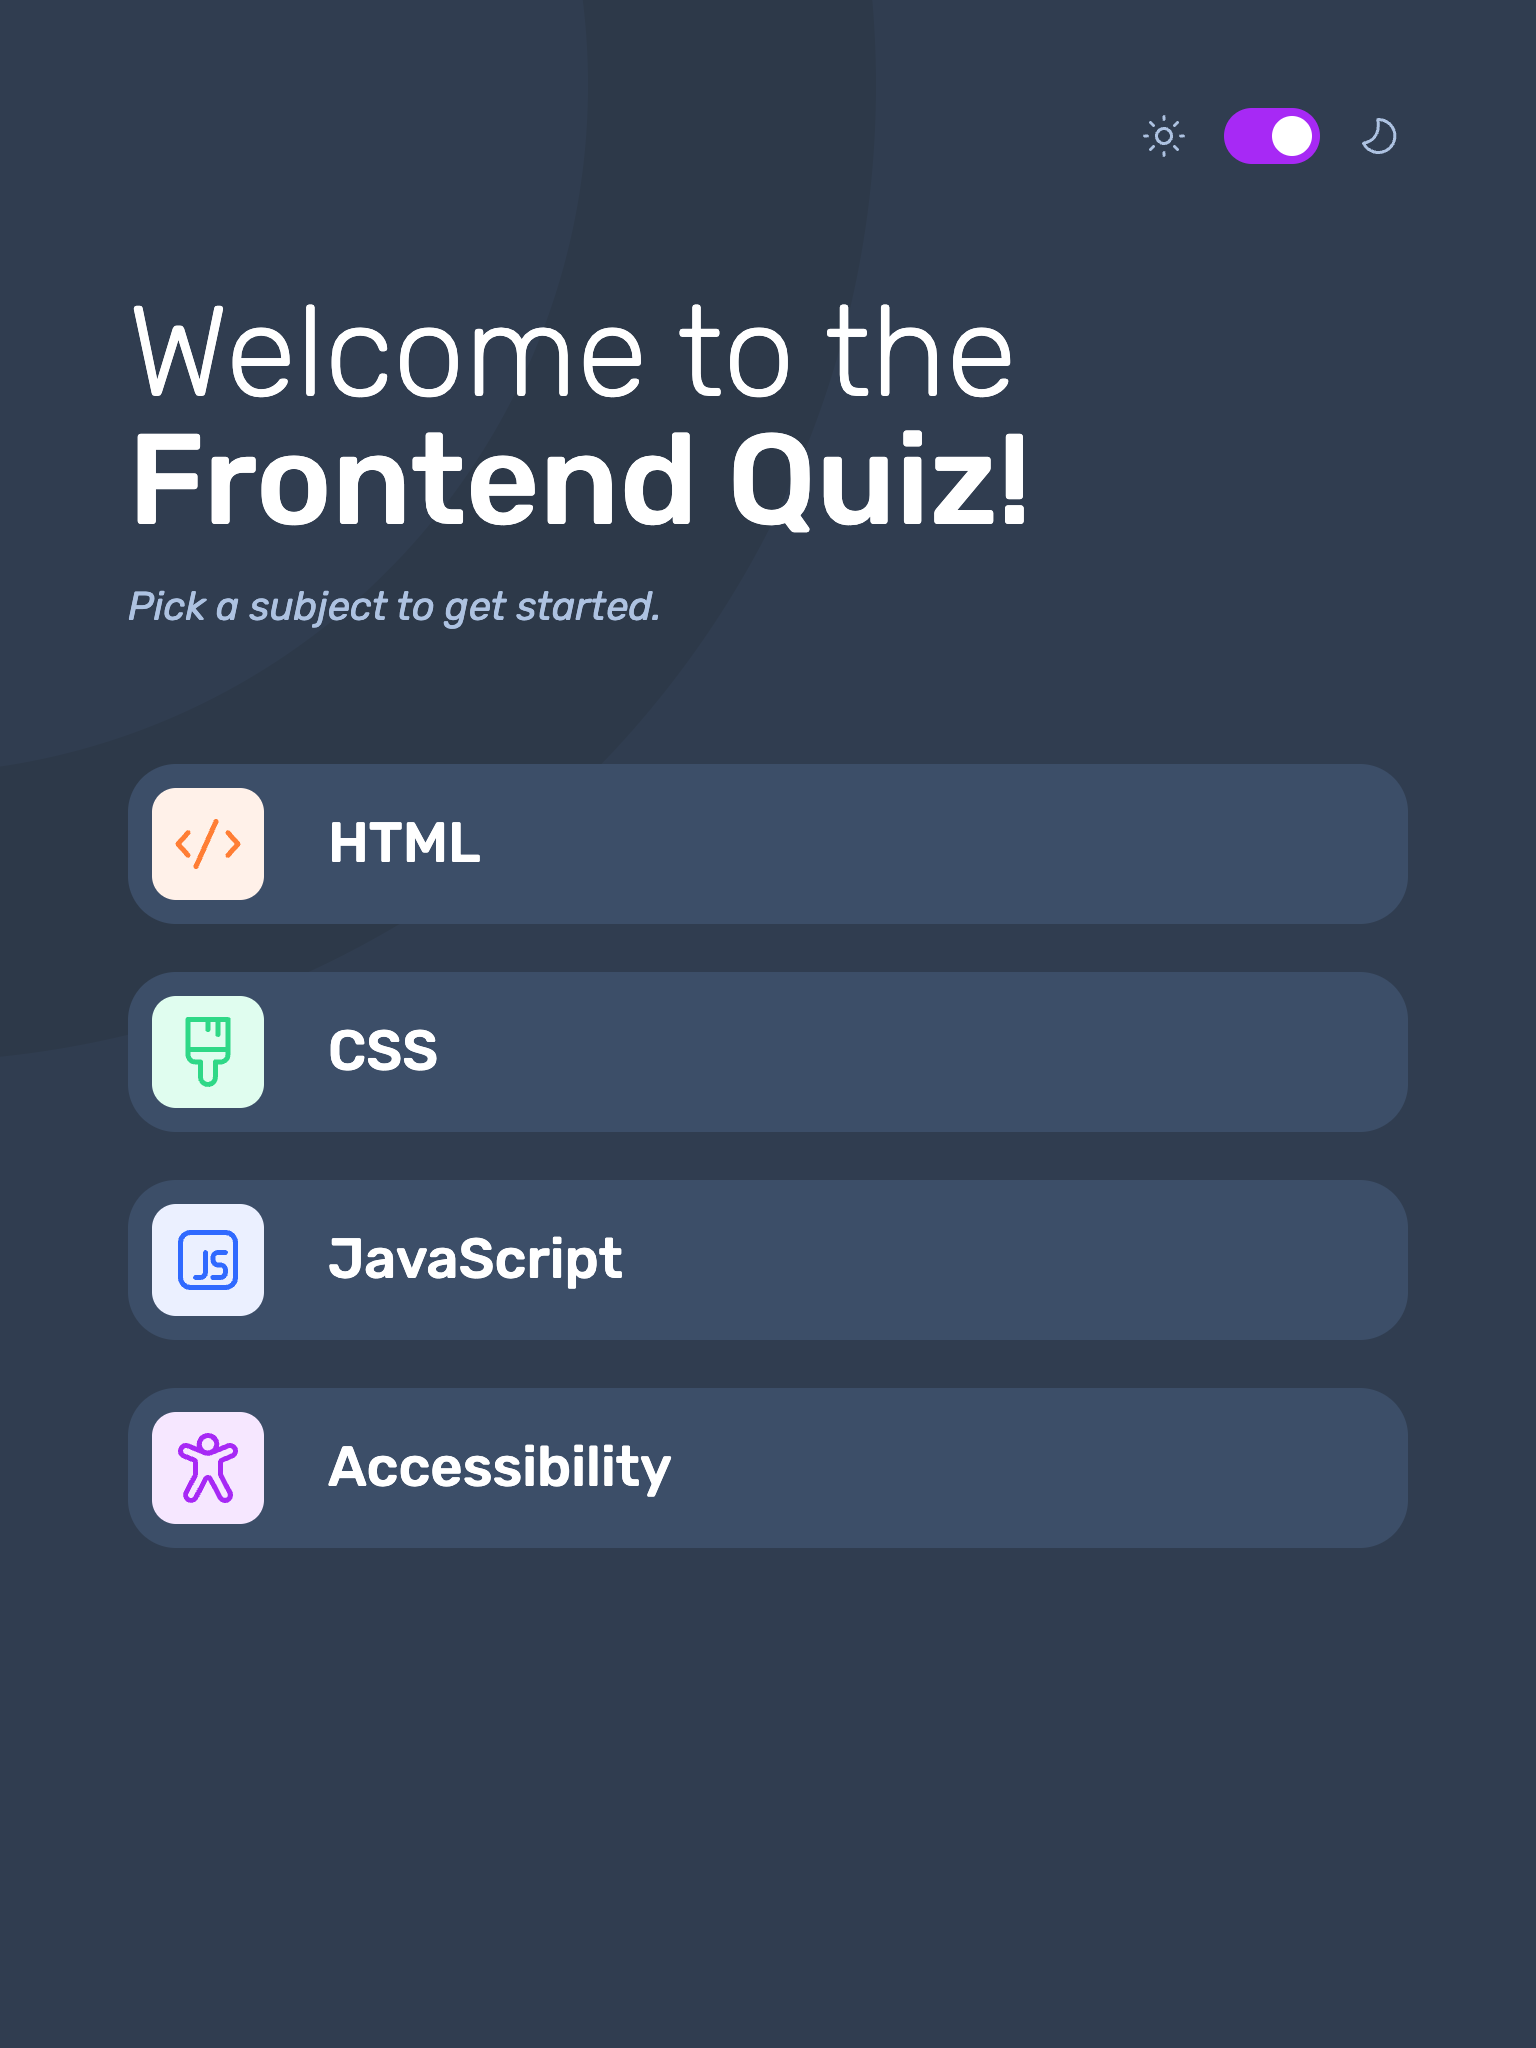 Welcome to the
Frontend Quiz!
Pick a subject to get started.
HTML
CSS
JS
JavaScript
Accessibility